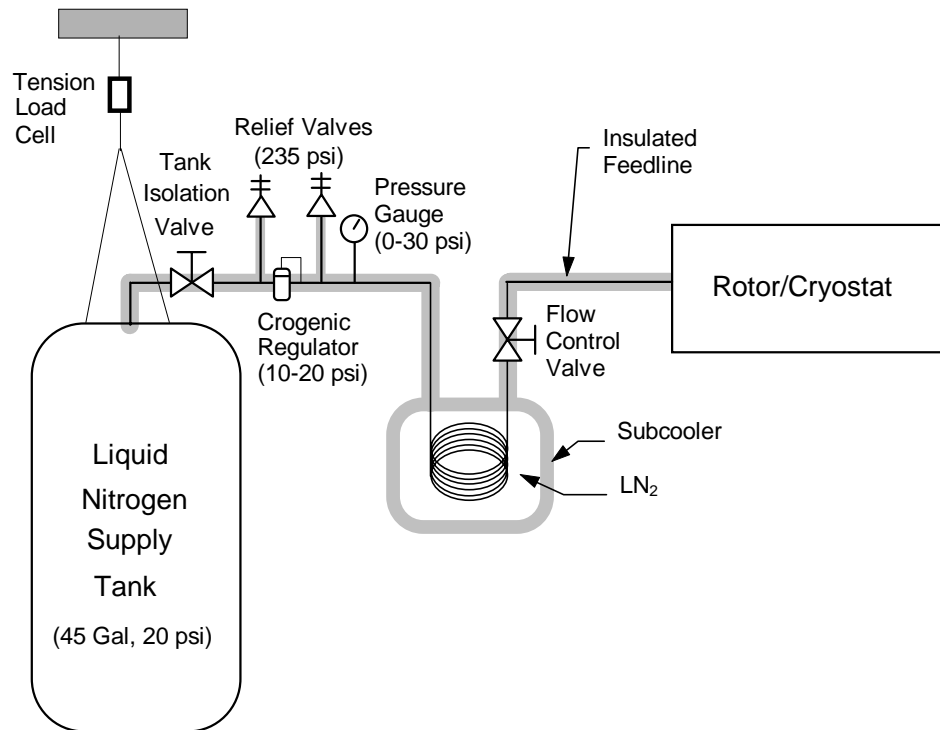 Tension
Load
Cell
Tank
Isolation
Valve
Relief Valves
(235 psi)
Pressure
Gauge
(0-30 psi)
Insulated
Feedline
Crogenic
Regulator
(10-20 psi)
Flow
Control
Valve
Rotor/Cryostat
Subcooler
LN₂
Liquid
Nitrogen
Supply
Tank
(45 Gal, 20 psi)